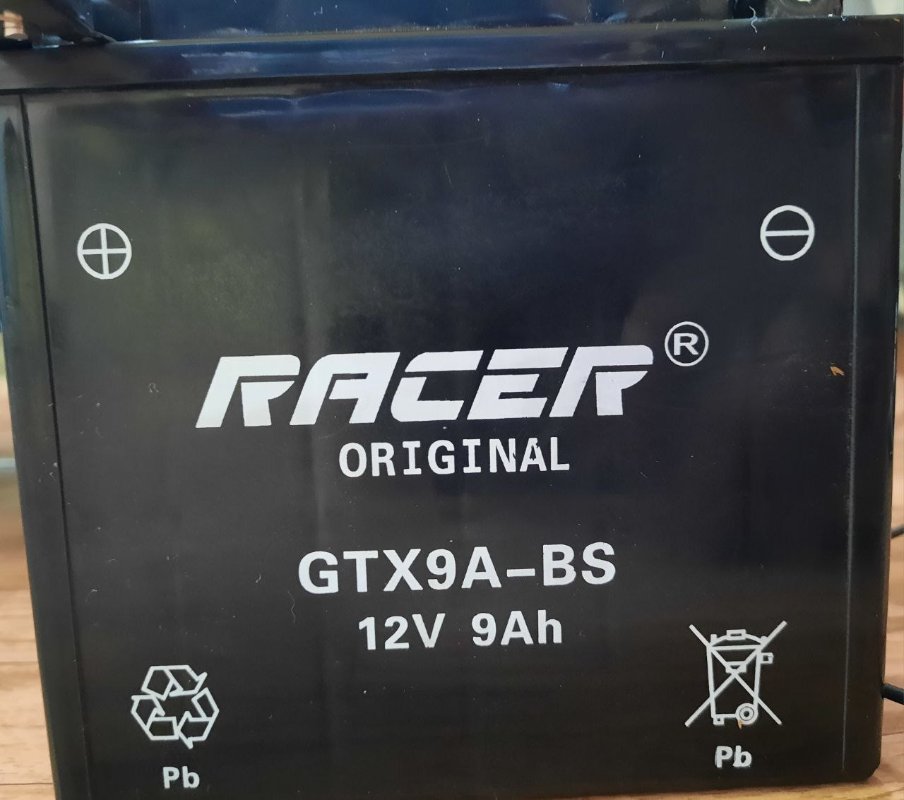 RACER®
ORIGINAL
GTX9A-BS
12V 9Ah
Pb
Pb